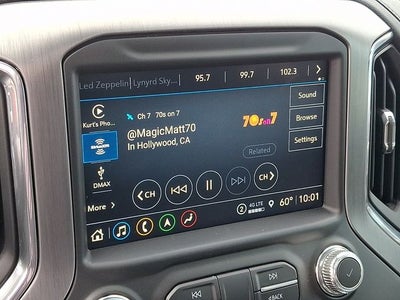 Led Zeppelin Lynyrd Sky... 95.7 99.7 102.3
Kurt's Pho...
Ch 7 70s on 7
Sound
@MagicMatt70
In Hollywood, CA
70s on 7
Browse
Related
Settings
DMAX
More
CH
CH
2 4G LTE 60° 10:01
BACK